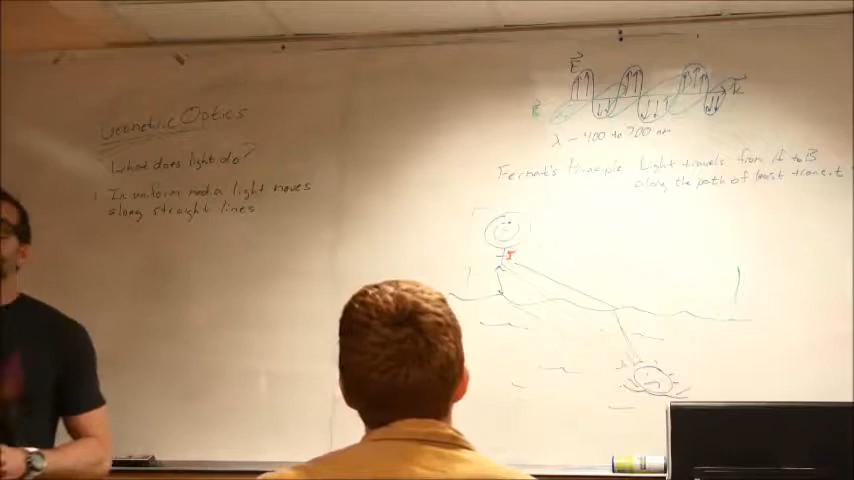 Geometric Optics
What does light do?
1 In uniform media light moves
along straight lines
E
k
λ ~ 400 to 700 nm
Fermat's Principle Light travels from A to B
along the path of least transit